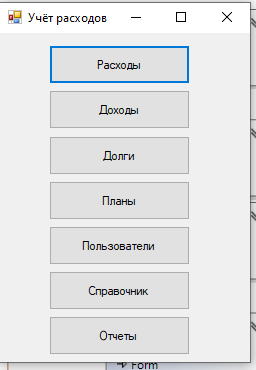 Учёт расходов
Расходы
Доходы
Долги
Планы
Пользователи
Справочник
Отчеты
Form